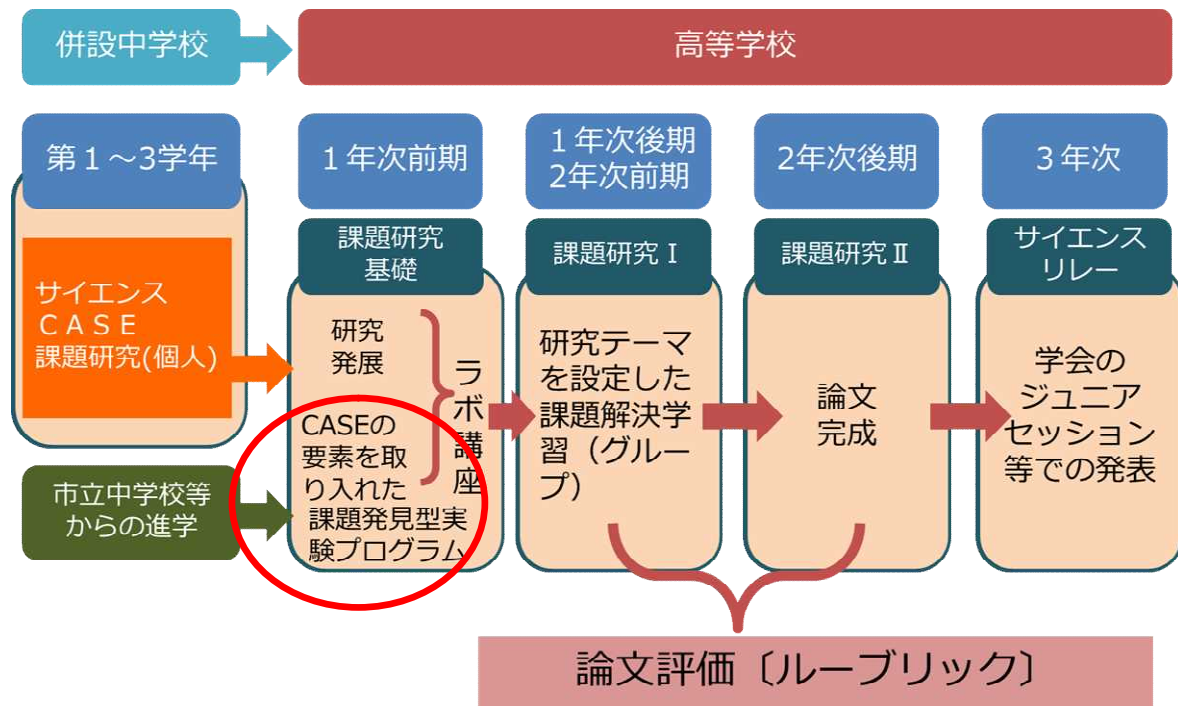 併設中学校
高等学校
第１～3学年
１年次前期
１年次後期
2年次前期
2年次後期
３年次
サイエンス
ＣＡＳＥ
課題研究(個人)
市立中学校等
からの進学
課題研究
基礎
研究
発展
CASEの
要素を取
り入れた
課題発見型実
験プログラム
ラボ講座
課題研究Ⅰ
研究テーマ
を設定した
課題解決学
習（グルー
プ）
課題研究Ⅱ
論文
完成
サイエンス
リレー
学会の
ジュニア
セッション
等での発表
論文評価〔ルーブリック〕